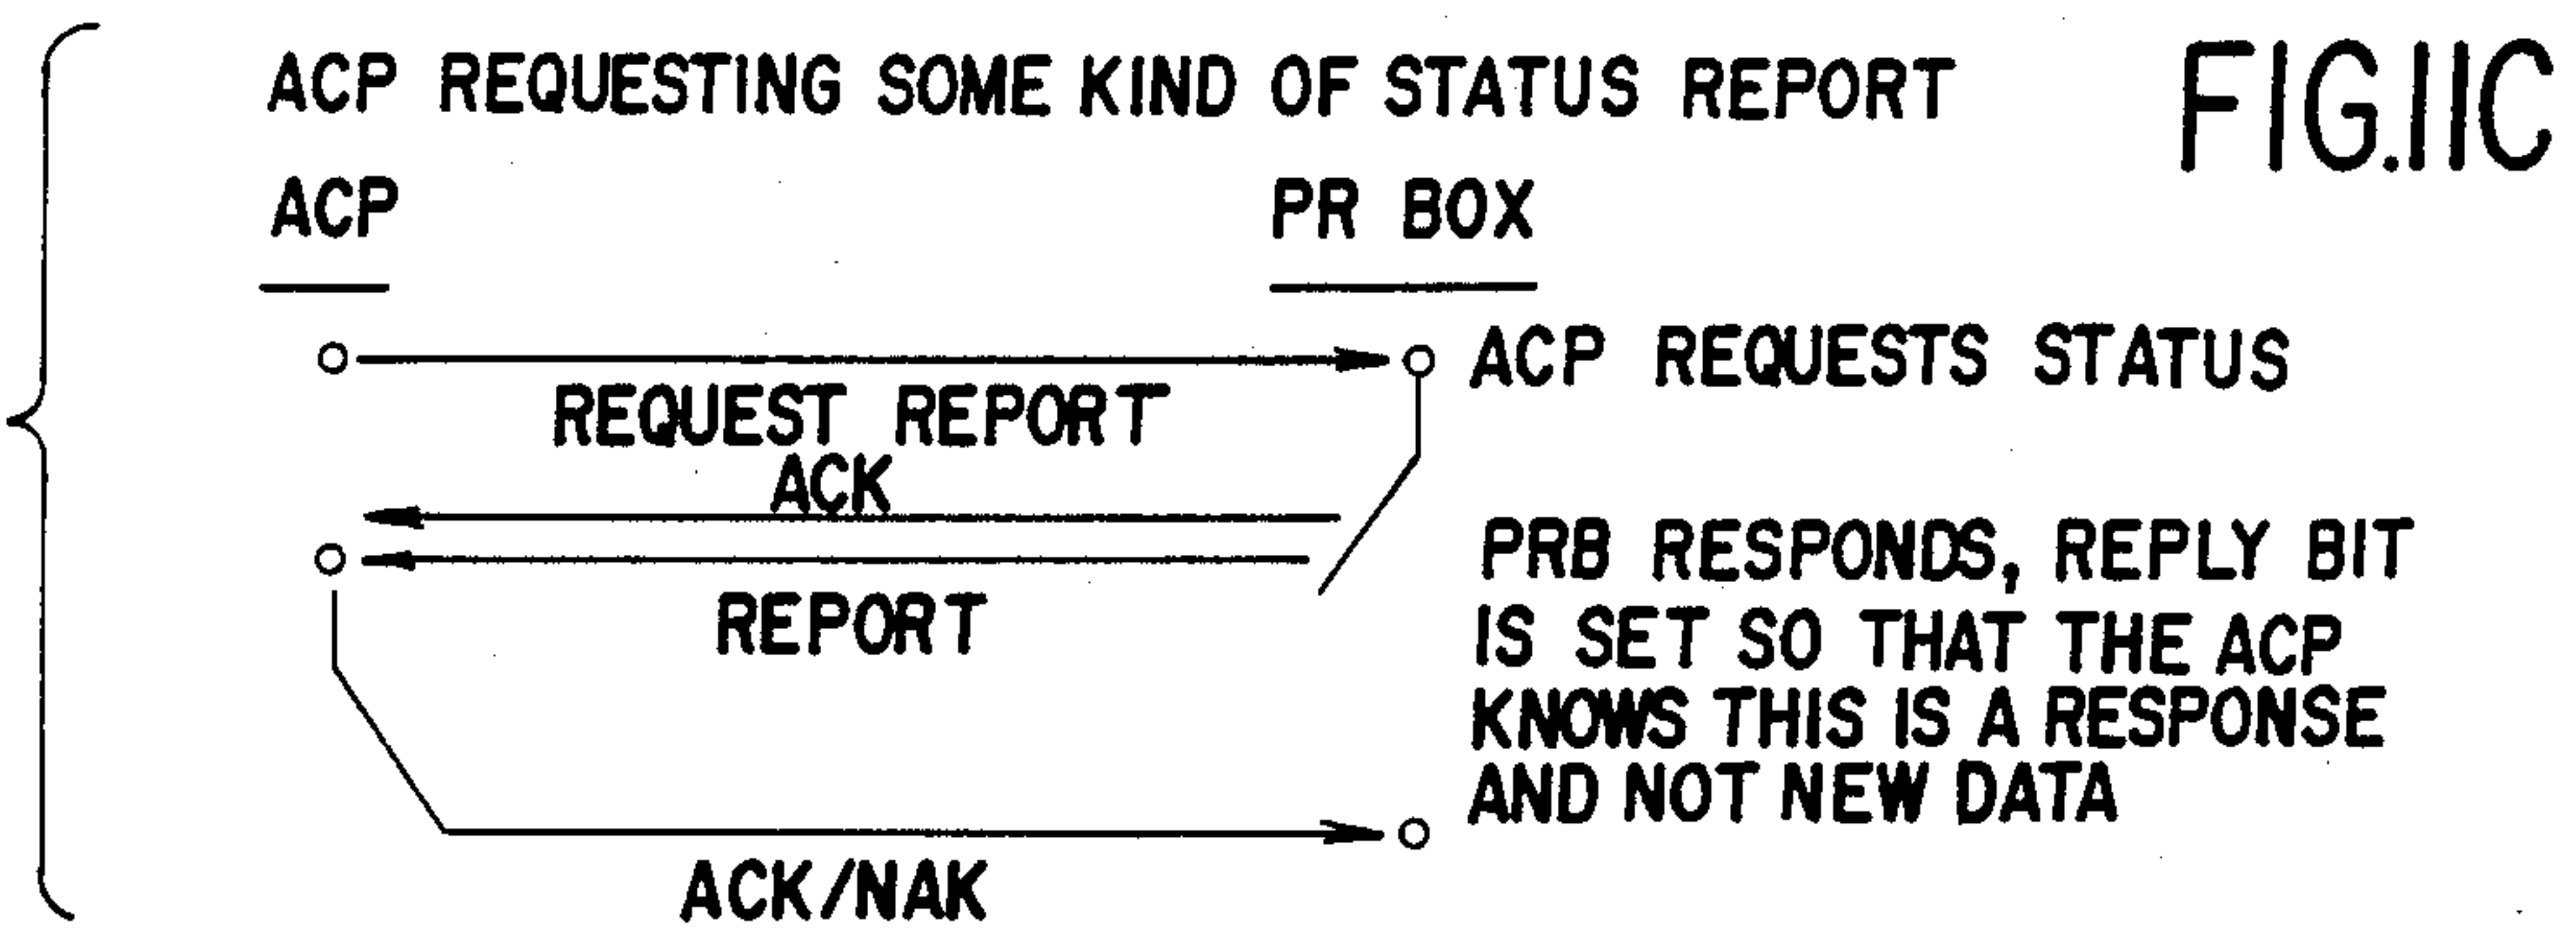 ACP REQUESTING SOME KIND OF STATUS REPORT
FIG.11C
ACP
PR BOX
ACP REQUESTS STATUS
REQUEST REPORT
ACK
REPORT
PRB RESPONDS, REPLY BIT
IS SET SO THAT THE ACP
KNOWS THIS IS A RESPONSE
AND NOT NEW DATA
ACK/NAK